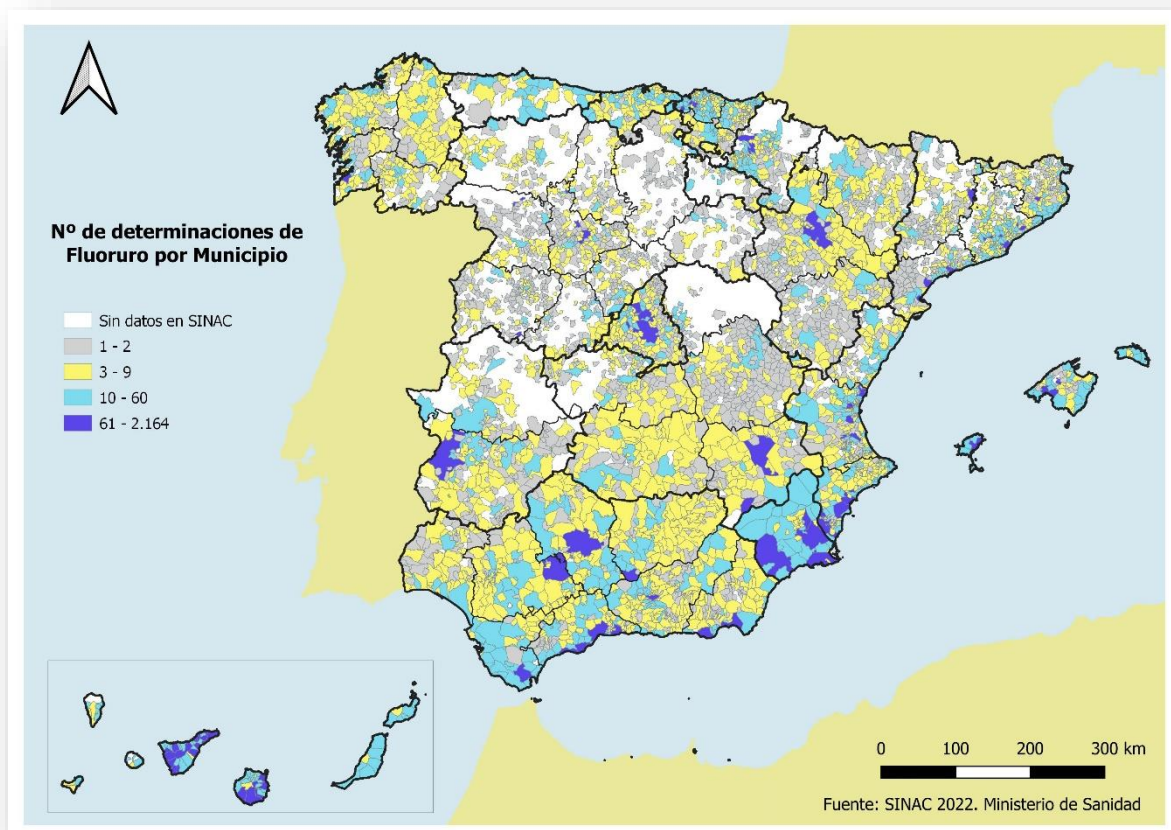 Nº de determinaciones de
Fluoruro por Municipio
Sin datos en SINAC
1 - 2
3 - 9
10 - 60
61 - 2.164
0 100 200 300 km
Fuente: SINAC 2022. Ministerio de Sanidad